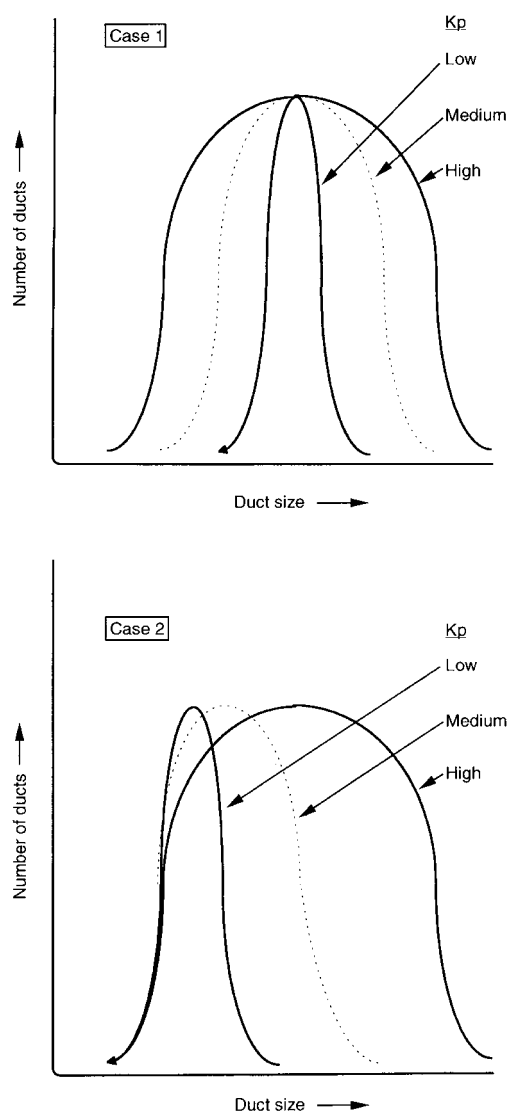 Case 1
Kp
Low
Medium
High
Number of ducts
Duct size
Case 2
Kp
Low
Medium
High
Number of ducts
Duct size